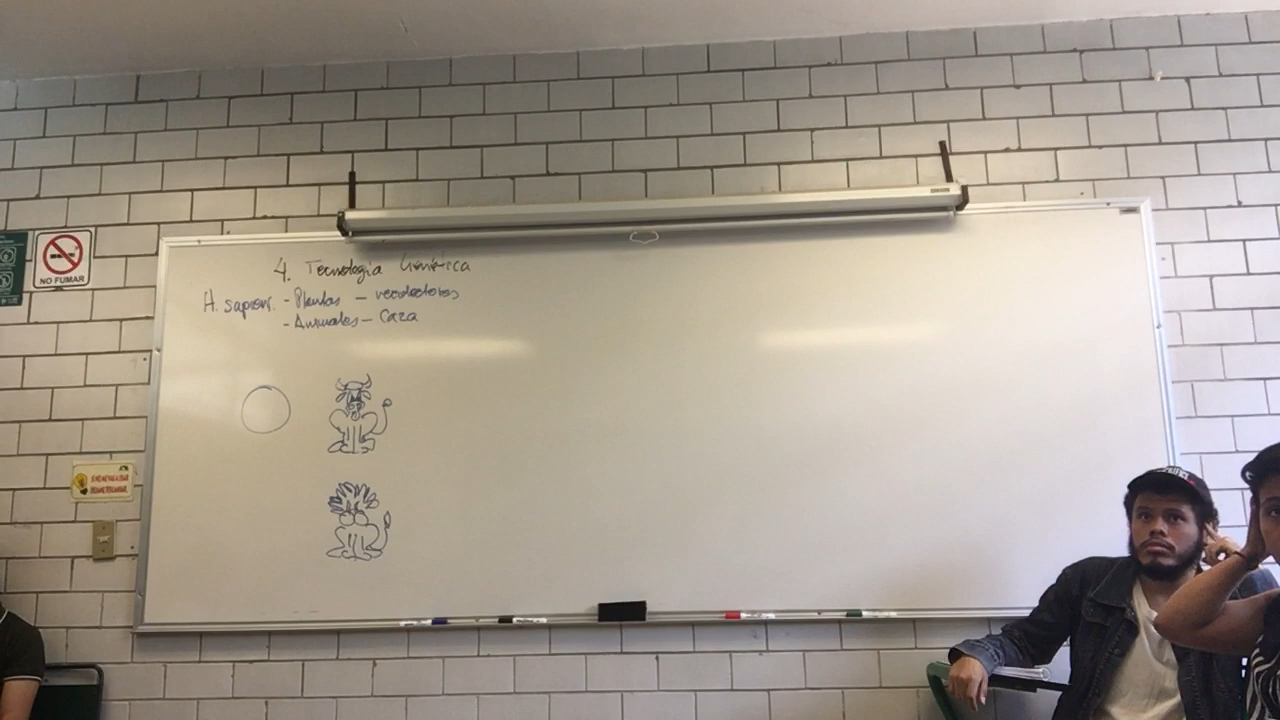 4. Tecnología Genética
H. sapiens. - Plantas - recolectores
- Animales - Caza
NO FUMAR